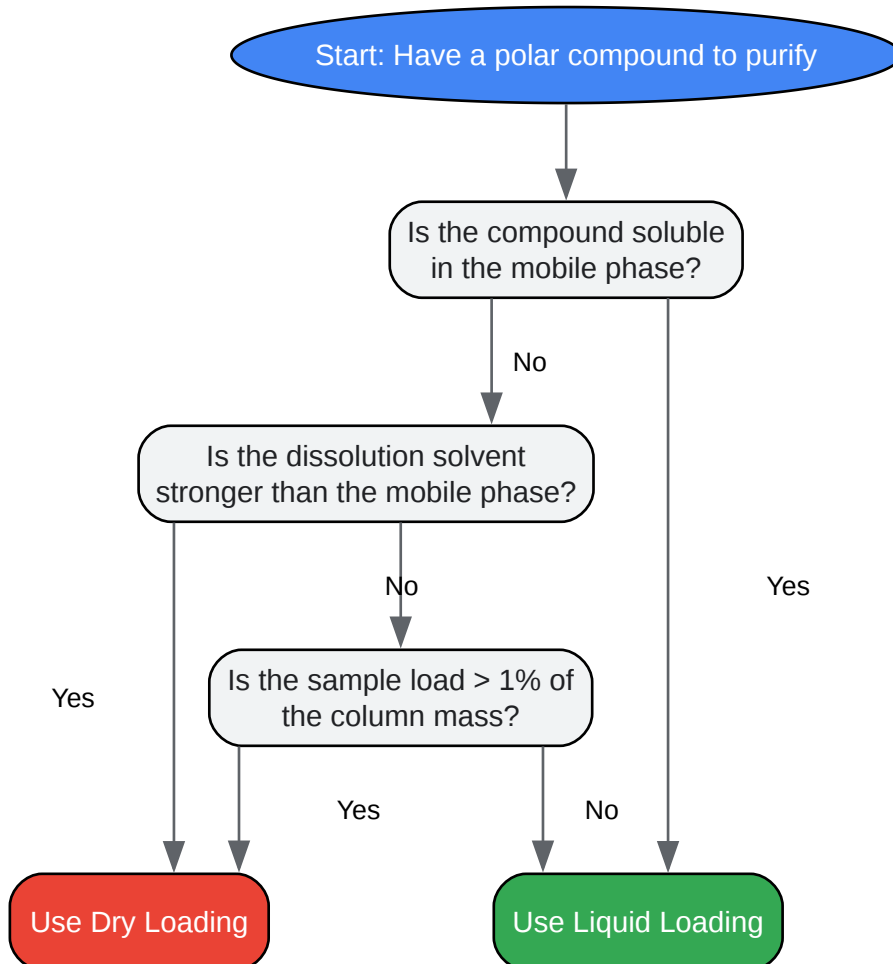 Start: Have a polar compound to purify
Is the compound soluble
in the mobile phase?
No
Is the dissolution solvent
stronger than the mobile phase?
No
Yes
Is the sample load > 1% of
the column mass?
Yes
Yes
No
Use Dry Loading
Use Liquid Loading